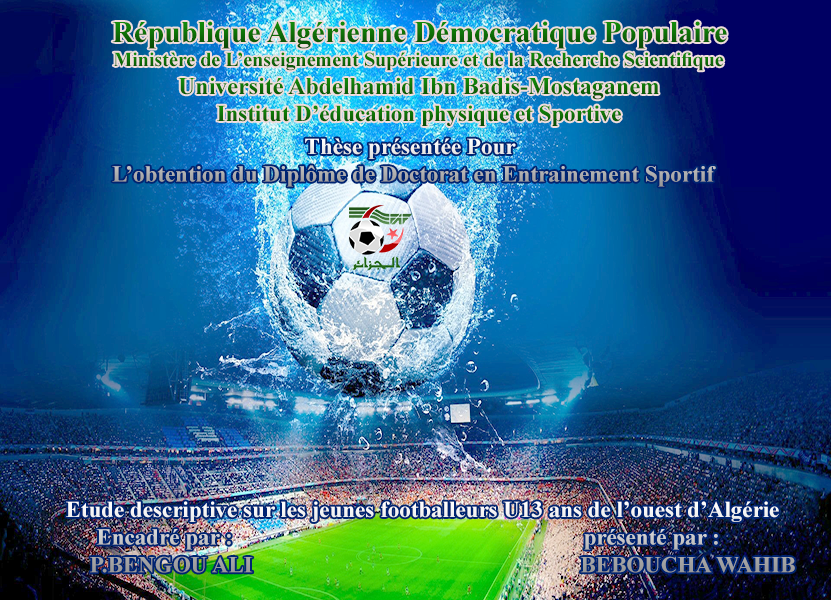 République Algérienne Démocratique Populaire
Ministère de L'enseignement Supérieure et de la Recherche Scientifique
Université Abdelhamid Ibn Badis-Mostaganem
Institut D'éducation physique et Sportive
Thèse présentée Pour
L'obtention du Diplôme de Doctorat en Entrainement Sportif
الجزائر
Etude descriptive sur les jeunes footballeurs U13 ans de l'ouest d'Algérie
Encadré par : présenté par :
P.BENGOU ALI BEBOUCHA WAHIB